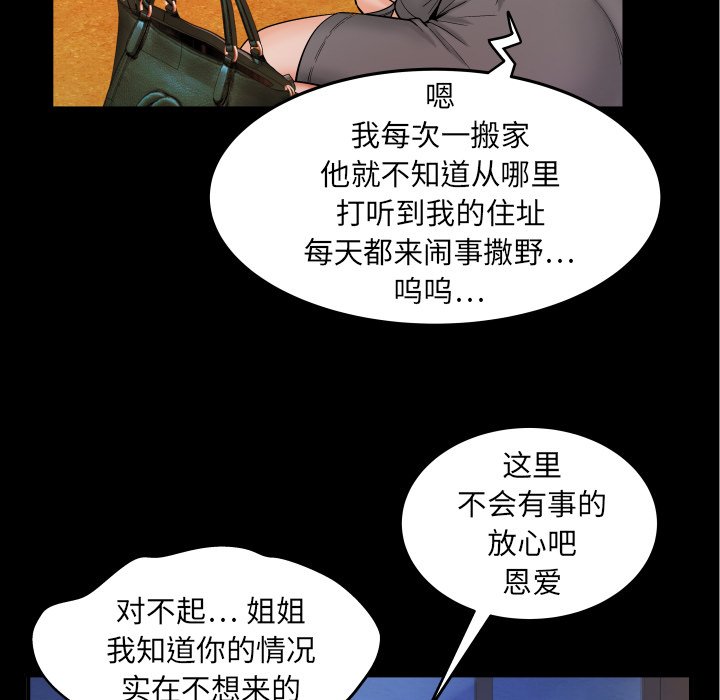 嗯
我每次一搬家
他就不知道从哪里
打听到我的住址
每天都来闹事撒野...
呜呜...
这里
不会有事的
放心吧
恩爱
对不起...姐姐
我知道你的情况
实在不想来的